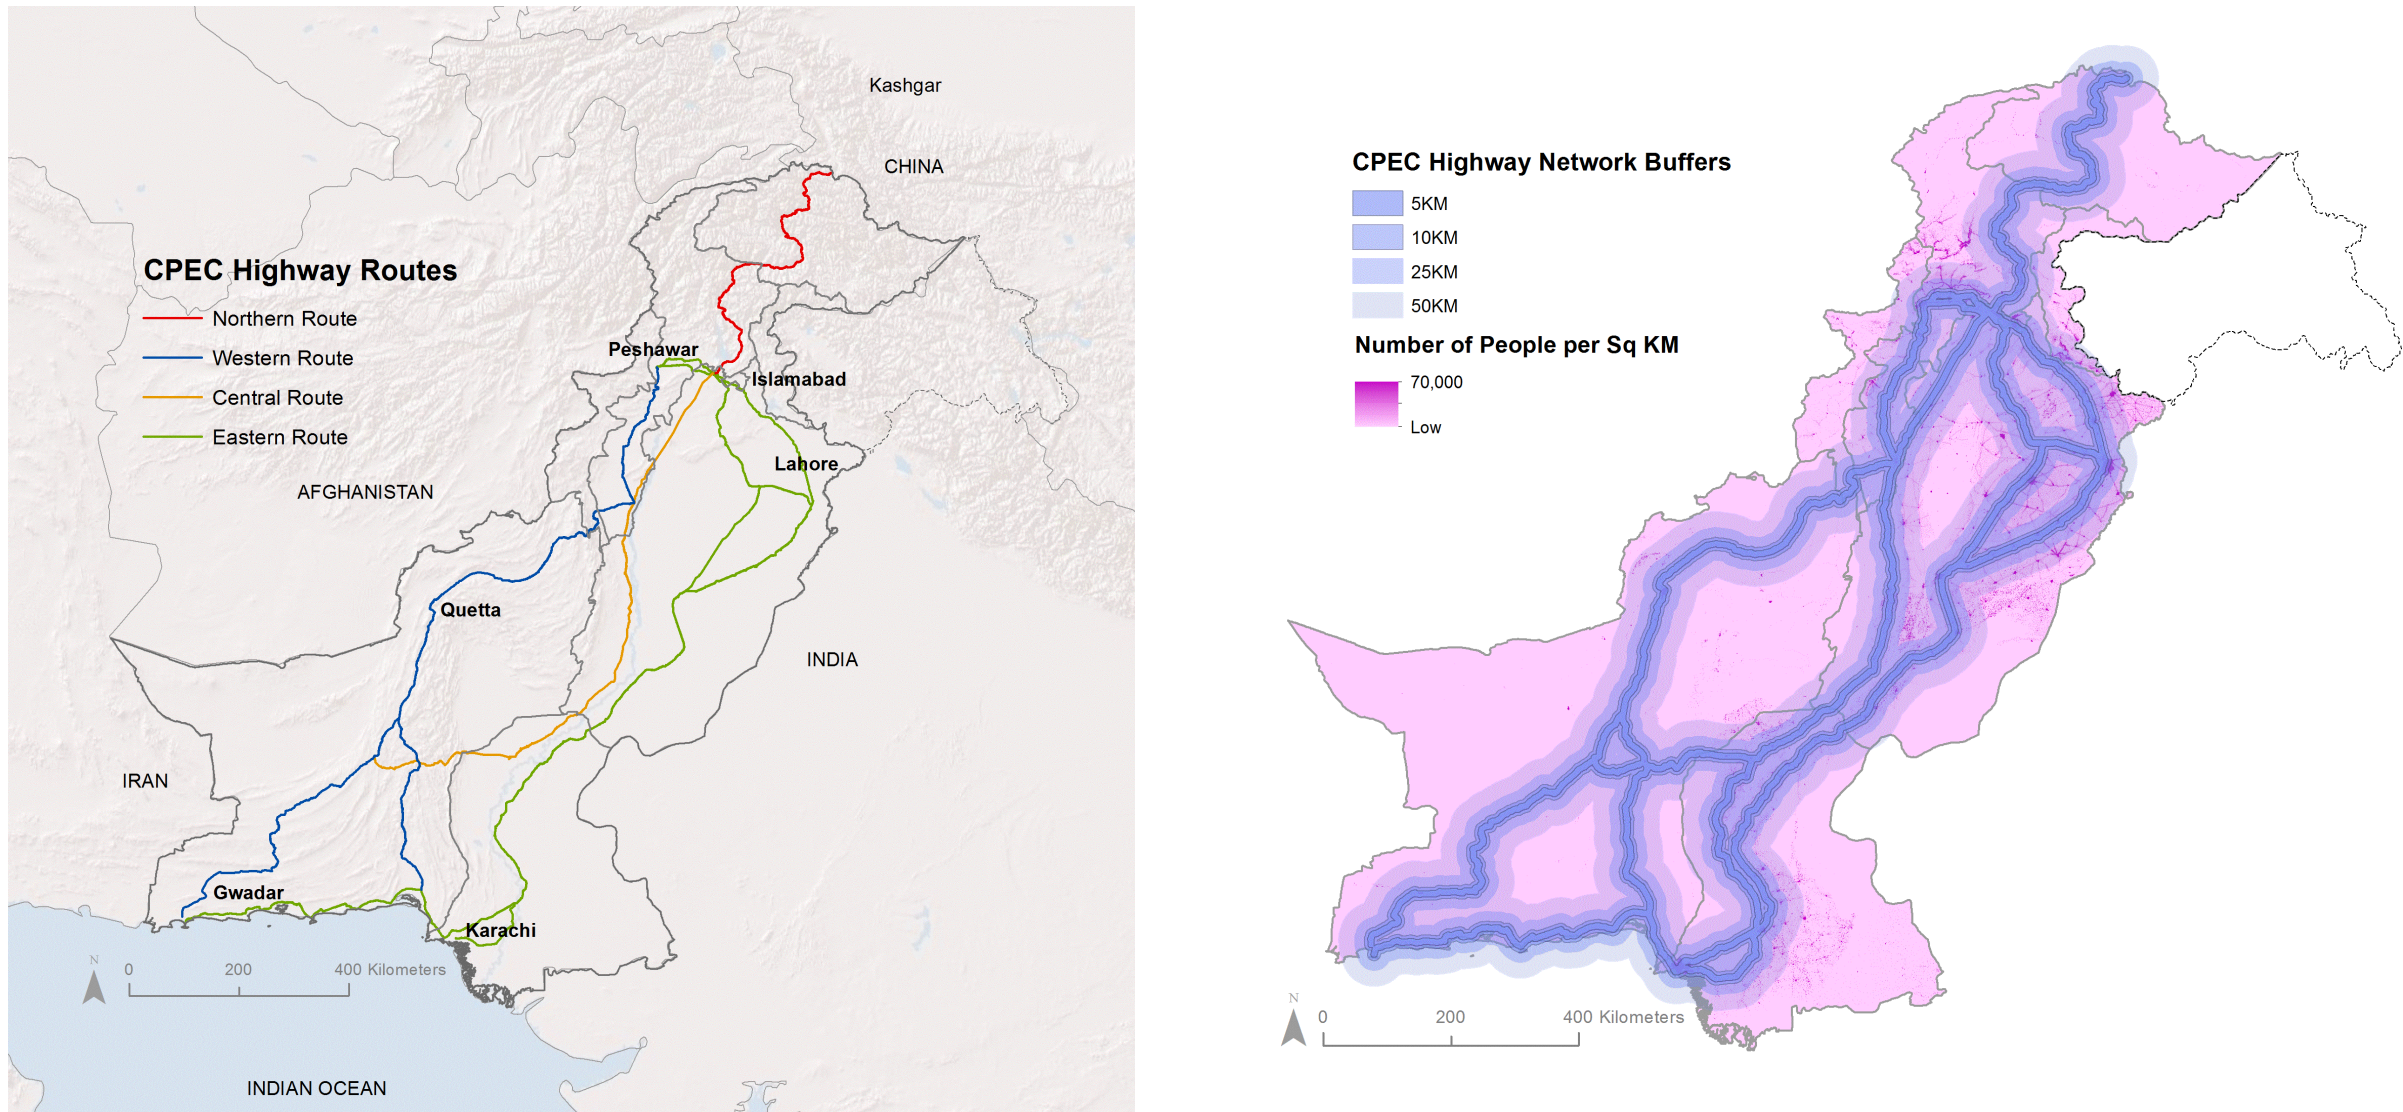 Kashgar
CHINA
CPEC Highway Routes
Northern Route
Western Route
Central Route
Eastern Route
Peshawar
Islamabad
Lahore
AFGHANISTAN
Quetta
INDIA
IRAN
Gwadar
Karachi
N
0 200 400 Kilometers
INDIAN OCEAN
CPEC Highway Network Buffers
5KM
10KM
25KM
50KM
Number of People per Sq KM
70,000
Low
N
0 200 400 Kilometers